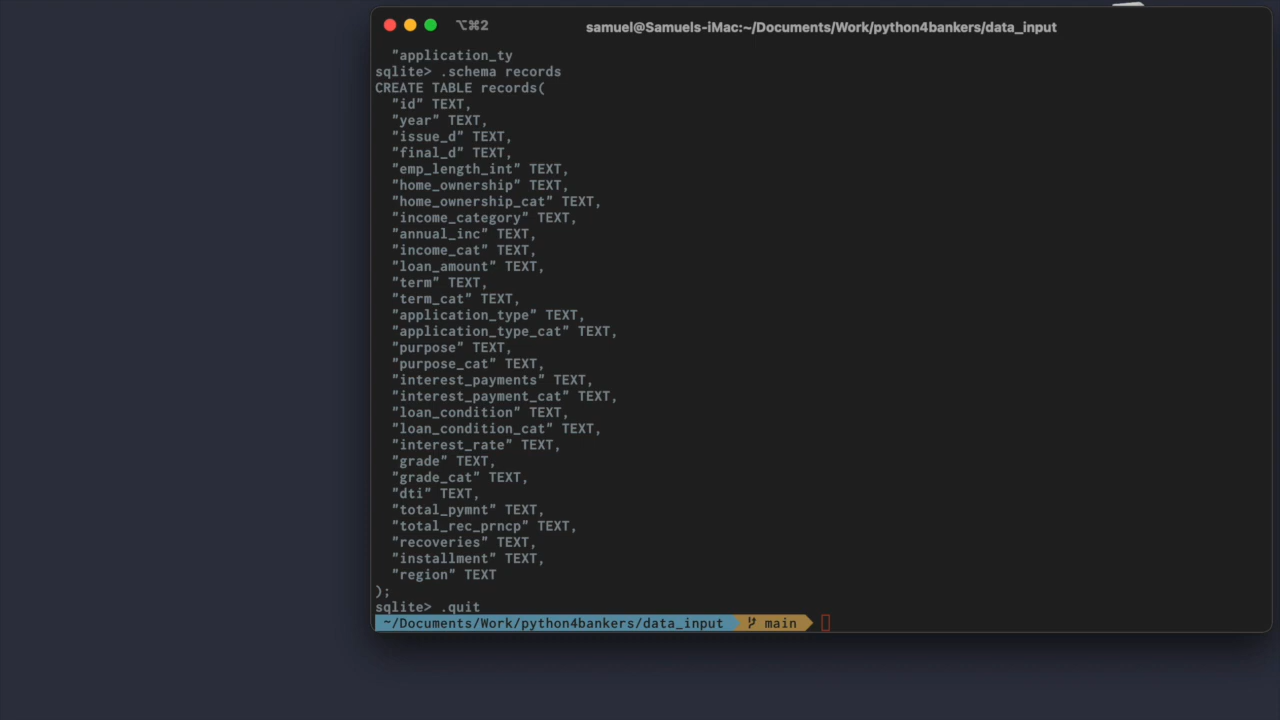 ⌥⌘2
samuel@Samuels-iMac:~/Documents/Work/python4bankers/data_input
"application_ty
sqlite> .schema records
CREATE TABLE records(
"id" TEXT,
"year" TEXT,
"issue_d" TEXT,
"final_d" TEXT,
"emp_length_int" TEXT,
"home_ownership" TEXT,
"home_ownership_cat" TEXT,
"income_category" TEXT,
"annual_inc" TEXT,
"income_cat" TEXT,
"loan_amount" TEXT,
"term" TEXT,
"term_cat" TEXT,
"application_type" TEXT,
"application_type_cat" TEXT,
"purpose" TEXT,
"purpose_cat" TEXT,
"interest_payments" TEXT,
"interest_payment_cat" TEXT,
"loan_condition" TEXT,
"loan_condition_cat" TEXT,
"interest_rate" TEXT,
"grade" TEXT,
"grade_cat" TEXT,
"dti" TEXT,
"total_pymnt" TEXT,
"total_rec_prncp" TEXT,
"recoveries" TEXT,
"installment" TEXT,
"region" TEXT
);
sqlite> .quit
~/Documents/Work/python4bankers/data_input main